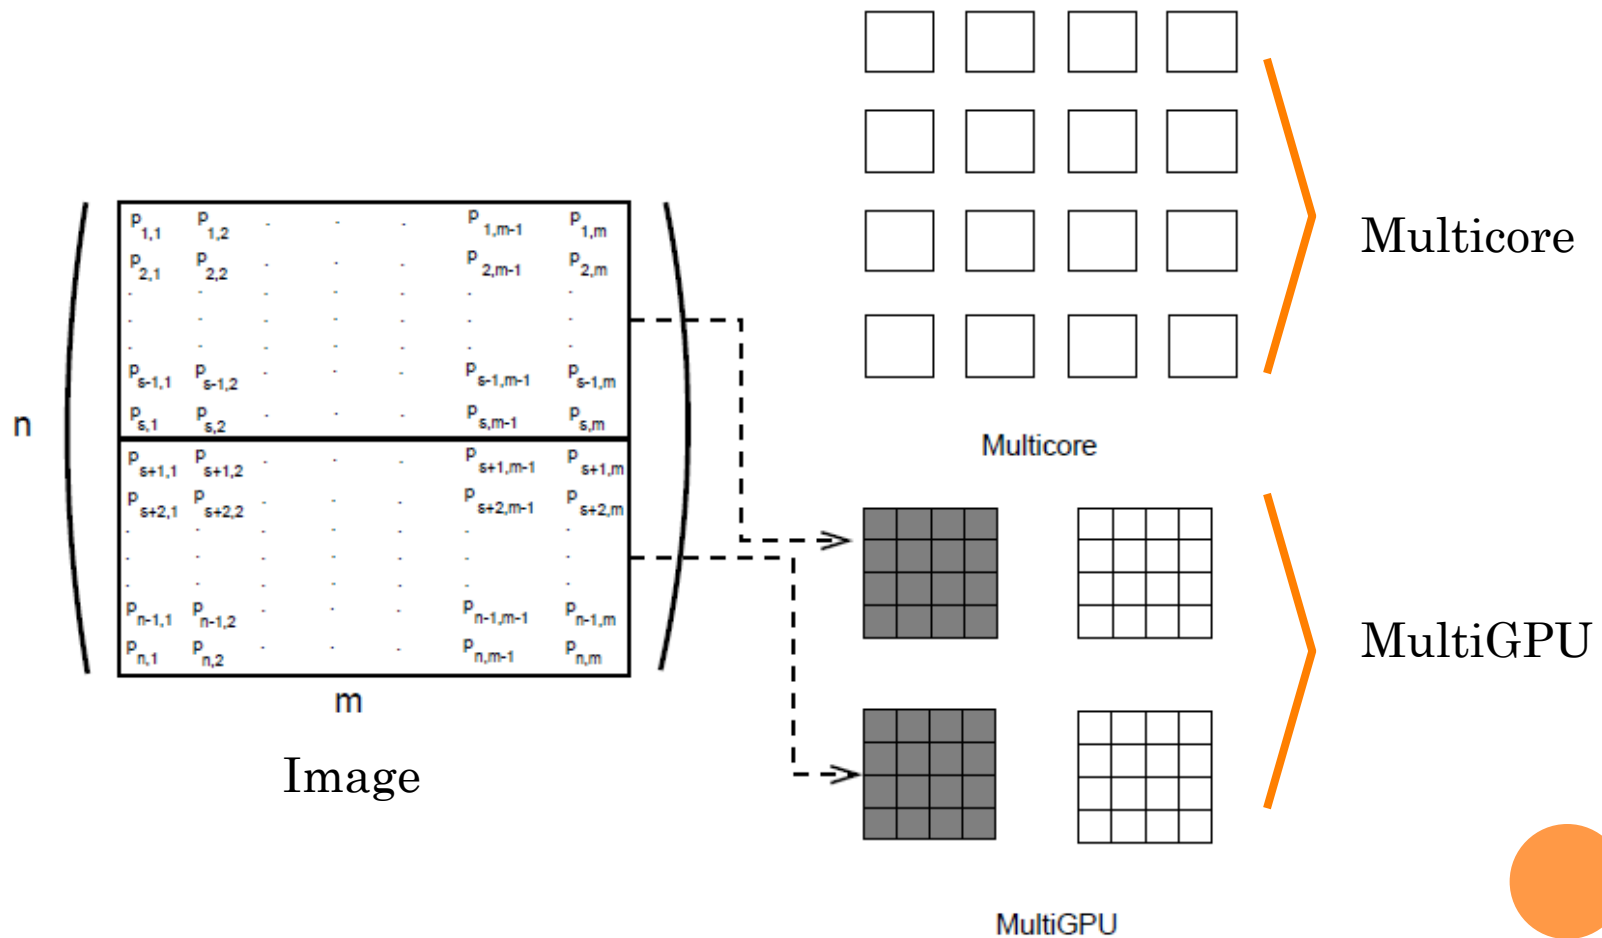 P1,1 P1,2 . . . P1,m-1 P1,m
P2,1 P2,2 . . . P2,m-1 P2,m
. . . . . . .
. . . . . . .
. . . . . . .
Ps-1,1 Ps-1,2 . . . Ps-1,m-1 Ps-1,m
Ps,1 Ps,2 . . . Ps,m-1 Ps,m
Ps+1,1 Ps+1,2 . . . Ps+1,m-1 Ps+1,m
Ps+2,1 Ps+2,2 . . . Ps+2,m-1 Ps+2,m
. . . . . . .
. . . . . . .
. . . . . . .
Pn-1,1 Pn-1,2 . . . Pn-1,m-1 Pn-1,m
Pn,1 Pn,2 . . . Pn,m-1 Pn,m
n
m
Image
Multicore
Multicore
MultiGPU
MultiGPU